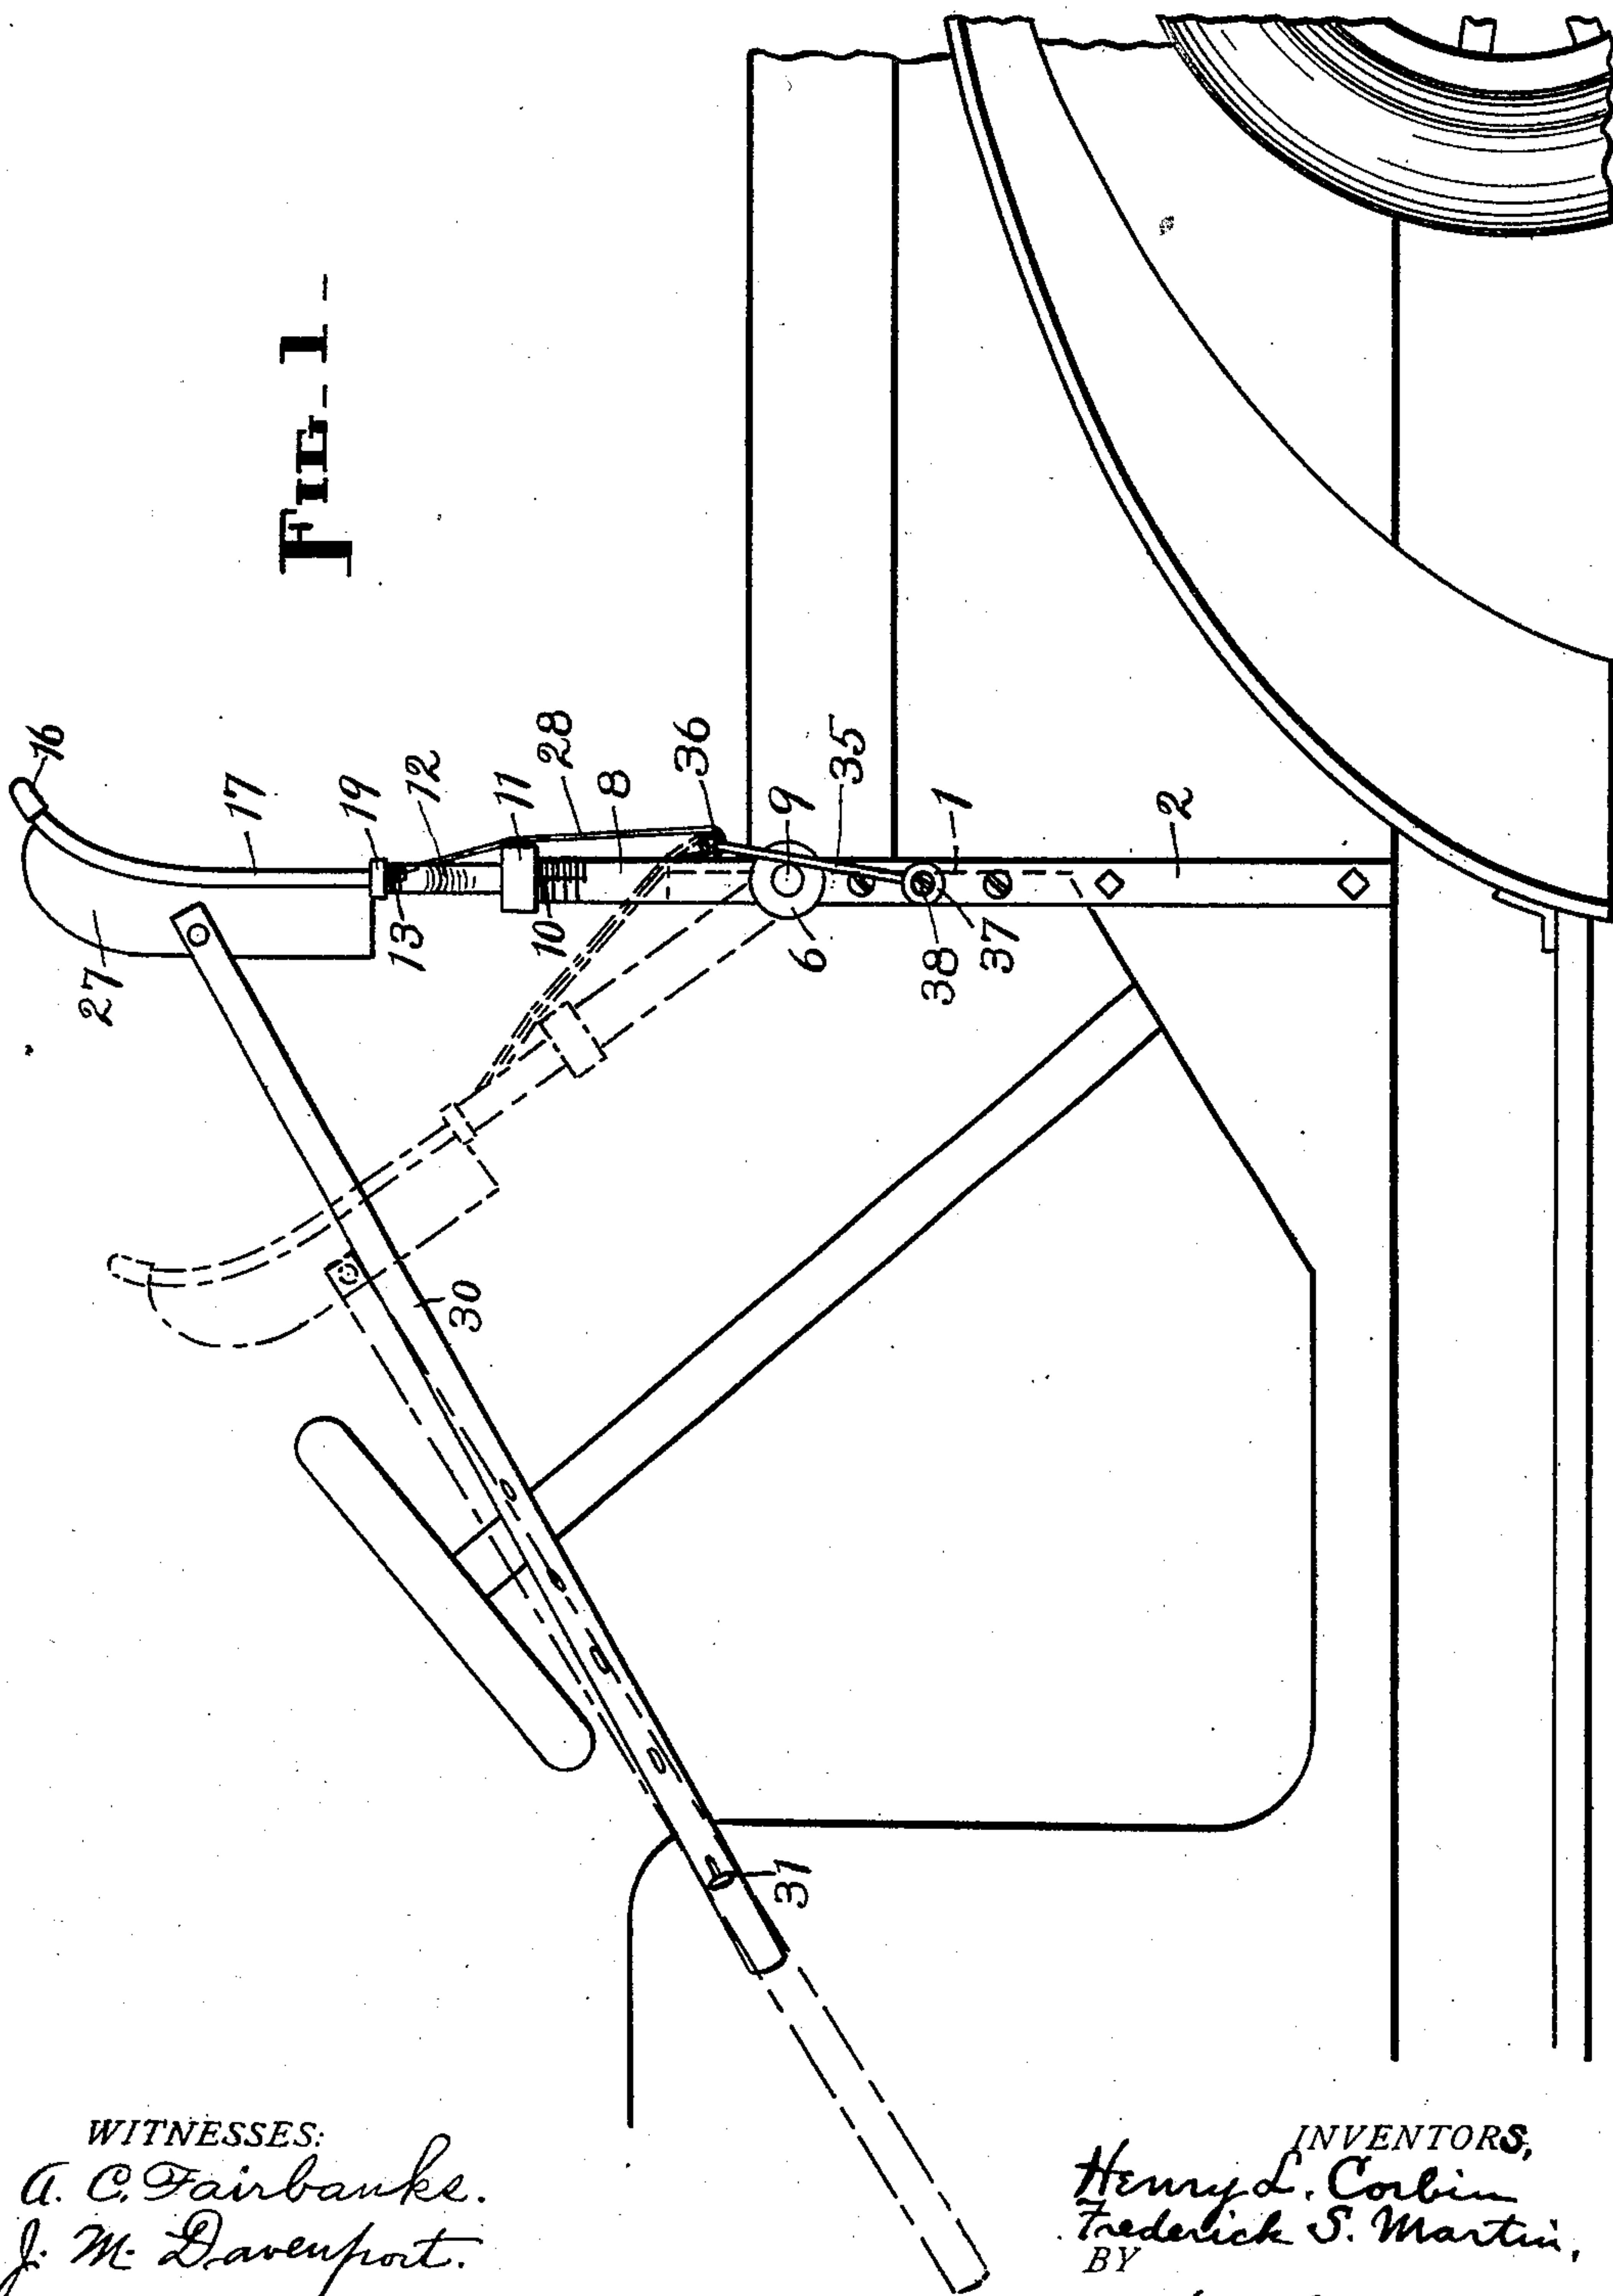 FIG. 1.
16
17
19
12
11
28
8
36
9
35
1
2
27
13
10
6
38
37
30
31
WITNESSES:
A. C. Fairbanks.
J. M. Davenport.
INVENTORS,
Henry L. Corbin
Frederick S. Martin,
BY